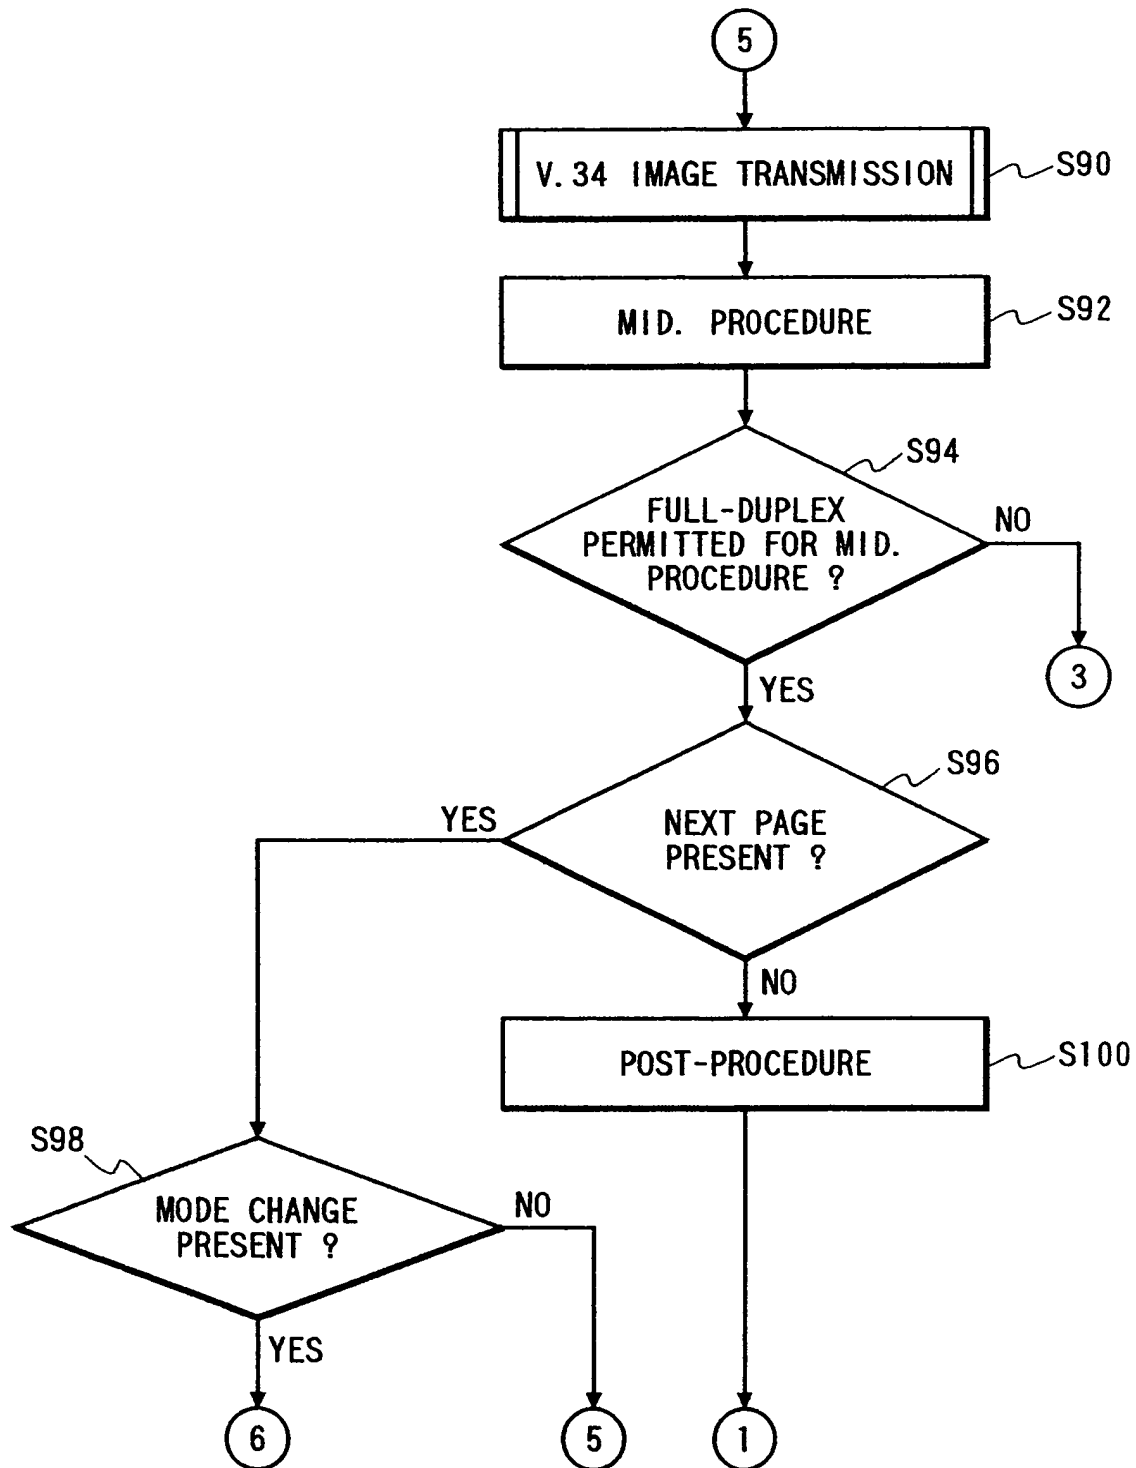 5
V.34 IMAGE TRANSMISSION
S90
MID. PROCEDURE
S92
S94
FULL-DUPLEX
PERMITTED FOR MID.
PROCEDURE ?
NO
3
YES
S96
NEXT PAGE
PRESENT ?
YES
NO
POST-PROCEDURE
S100
S98
MODE CHANGE
PRESENT ?
NO
YES
6
5
1